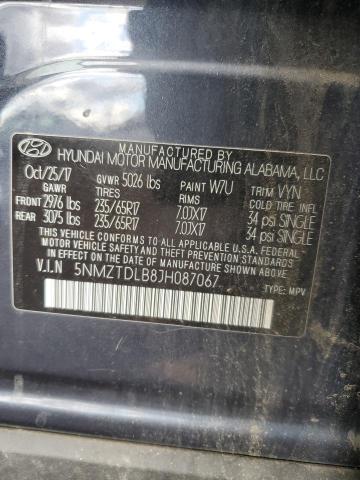 MANUFACTURED BY
HYUNDAI MOTOR MANUFACTURING ALABAMA, LLC
Oct/25/17 GVWR 5026 lbs PAINT W7U TRIM VYN
GAWR TIRES RIMS COLD TIRE INFL.
FRONT 2976 lbs 235/65R17 7.0JX17 34 psi SINGLE
REAR 3075 lbs 235/65R17 7.0JX17 34 psi SINGLE
THIS VEHICLE CONFORMS TO ALL APPLICABLE U.S.A. FEDERAL
MOTOR VEHICLE SAFETY, BUMPER, AND THEFT PREVENTION STANDARDS
IN EFFECT ON THE DATE OF MANUFACTURE SHOWN ABOVE.
V.I.N 5NMZTDLB8JH087067
TYPE: MPV